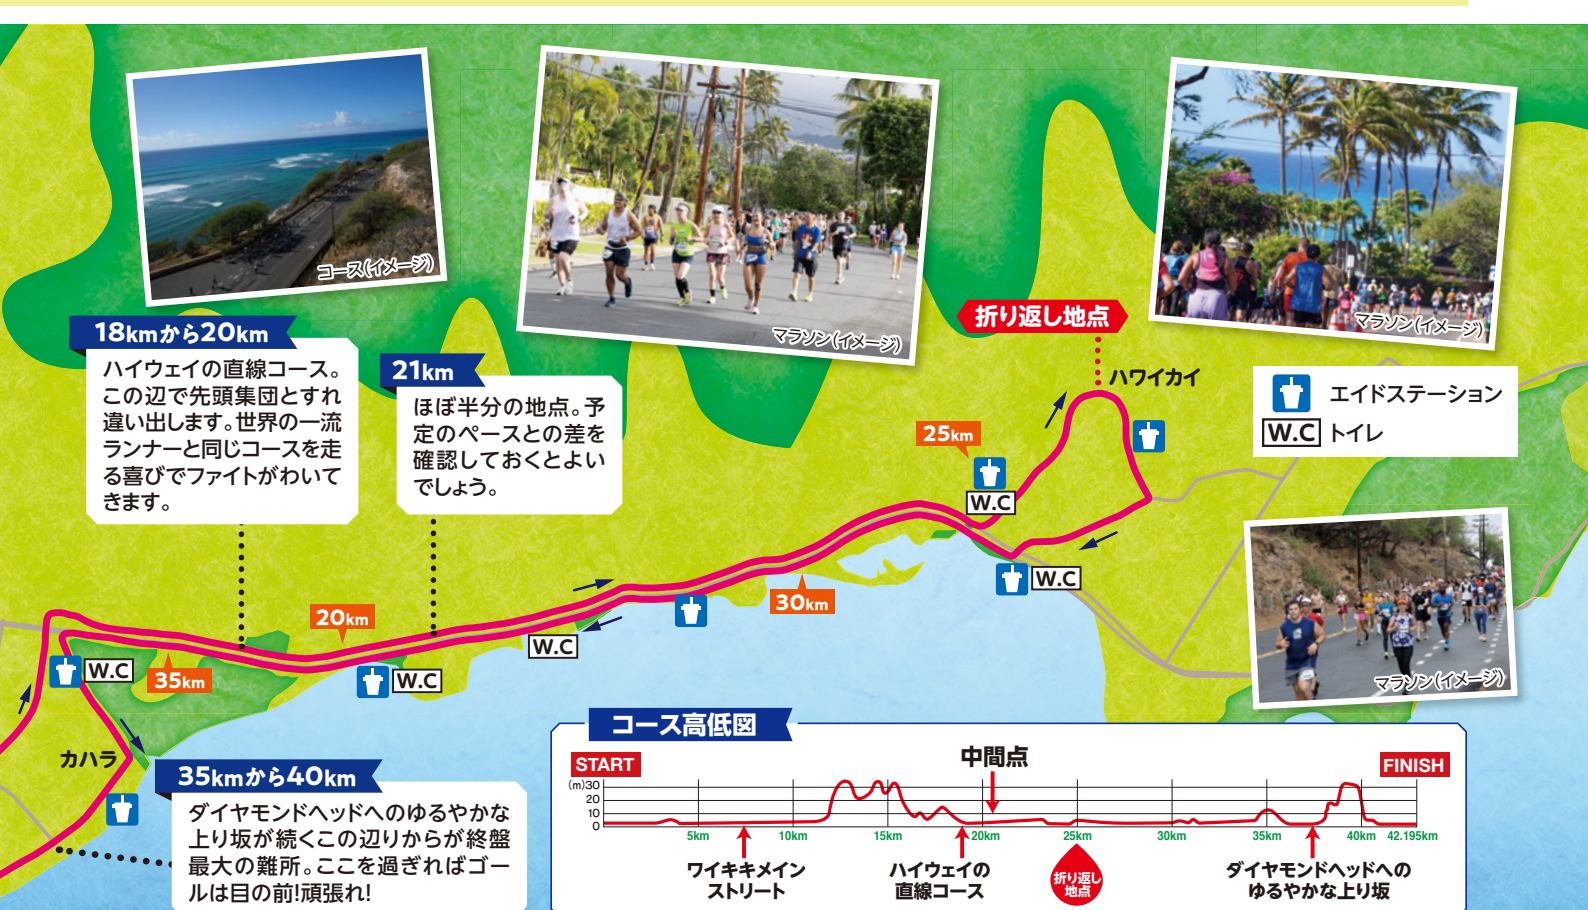 コース(イメージ)
マラソン(イメージ)
マラソン(イメージ)
18kmから20km
ハイウェイの直線コース。
この辺で先頭集団とすれ
違い出します。世界の一流
ランナーと同じコースを走
る喜びでファイトがわいて
きます。
21km
ほぼ半分の地点。予
定のペースとの差を
確認しておくとよい
でしょう。
折り返し地点
ハワイカイ
エイドステーション
W.C トイレ
25km
W.C
W.C
30km
20km
W.C
W.C
35km
W.C
カハラ
マラソン(イメージ)
35kmから40km
ダイヤモンドヘッドへのゆるやかな
上り坂が続くこの辺りからが終盤
最大の難所。ここを過ぎればゴー
ルは目の前!頑張れ!
コース高低図
START
中間点
FINISH
(m)30
20
10
0
5km 10km 15km 20km 25km 30km 35km 40km 42.195km
ワイキキメイン
ストリート
ハイウェイの
直線コース
折り返し
地点
ダイヤモンドヘッドへの
ゆるやかな上り坂